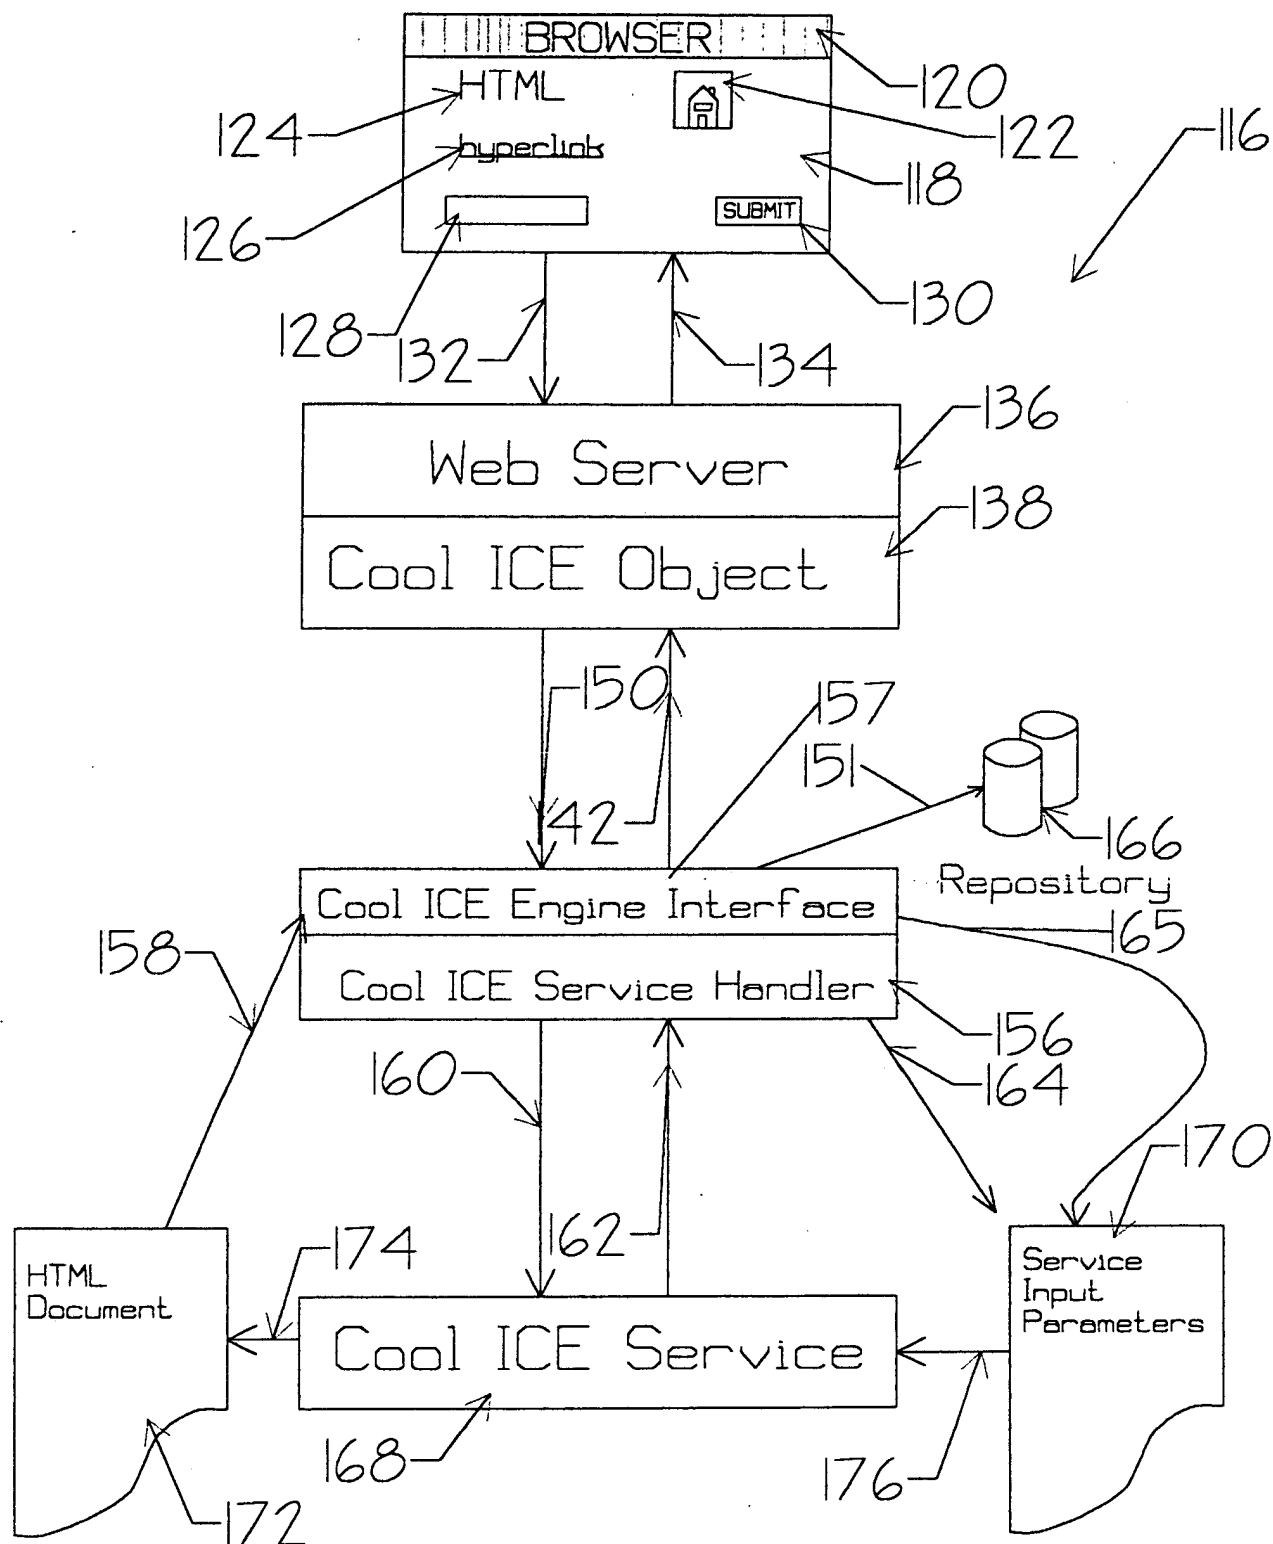 BROWSER
120
HTML
124
122
116
hyperlink
118
126
SUBMIT
128
130
132
134
136
Web Server
138
Cool ICE Object
150
157
151
42
166
Repository
Cool ICE Engine Interface
165
158
Cool ICE Service Handler
156
160
164
170
162
174
HTML
Document
Service
Input
Parameters
Cool ICE Service
168
176
172